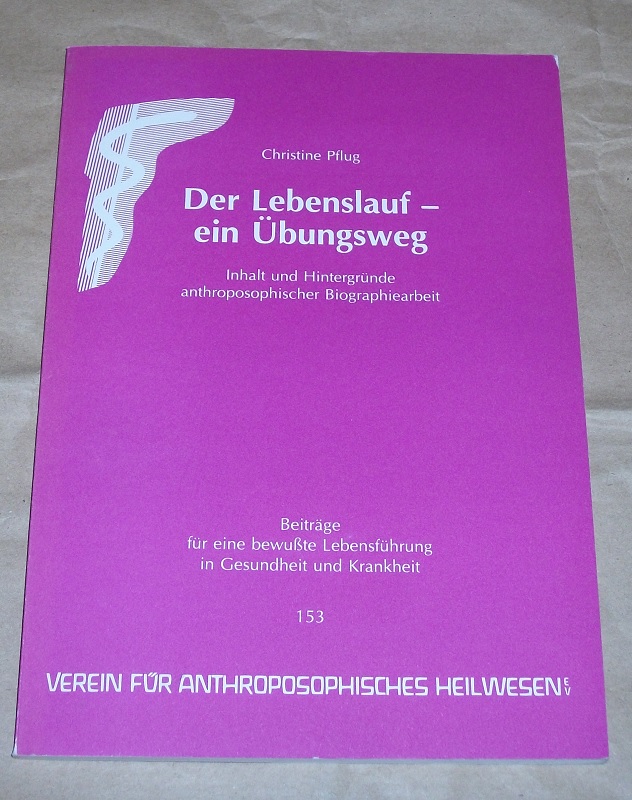 Christine Pflug
Der Lebenslauf –
ein Übungsweg
Inhalt und Hintergründe
anthroposophischer Biographiearbeit
Beiträge
für eine bewußte Lebensführung
in Gesundheit und Krankheit
153
VEREIN FÜR ANTHROPOSOPHISCHES HEILWESEN E V